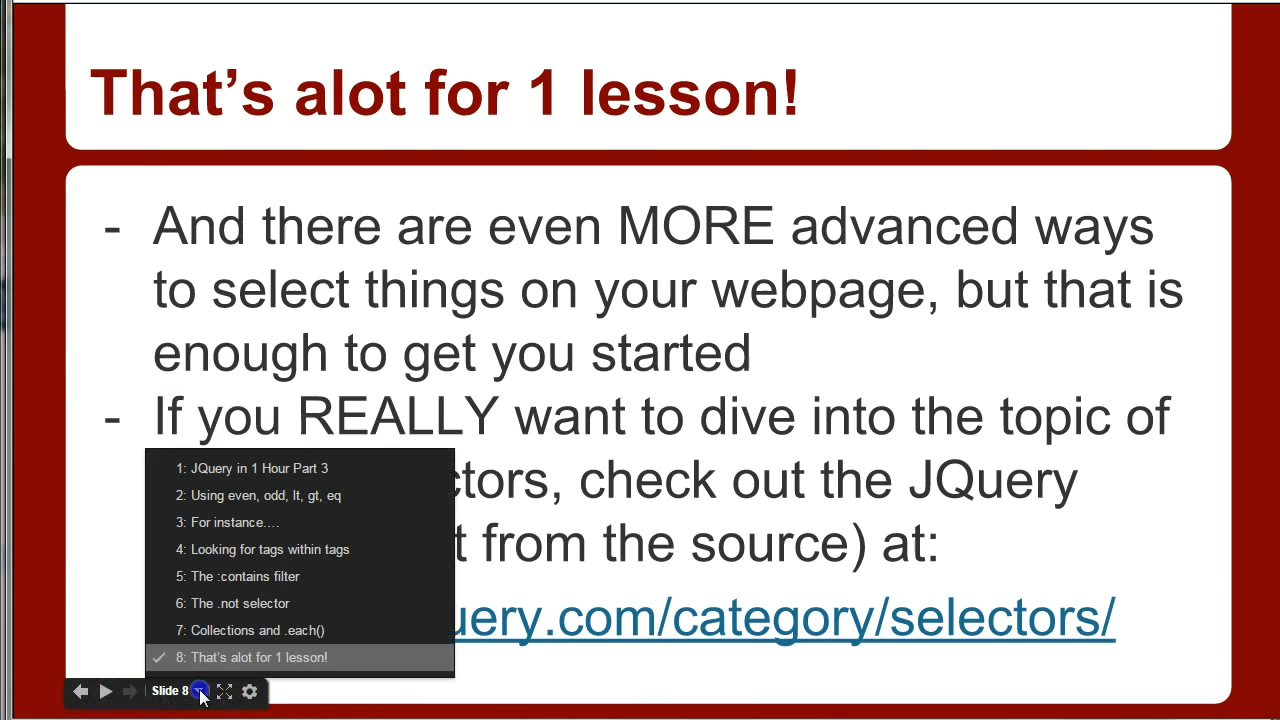 That’s alot for 1 lesson!
- And there are even MORE advanced ways
to select things on your webpage, but that is
enough to get you started
- If you REALLY want to dive into the topic of
ctors, check out the JQuery
t from the source) at:
uery.com/category/selectors/
1: JQuery in 1 Hour Part 3
2: Using even, odd, lt, gt, eq
3: For instance….
4: Looking for tags within tags
5: The :contains filter
6: The .not selector
7: Collections and .each()
8: That’s alot for 1 lesson!
Slide 8